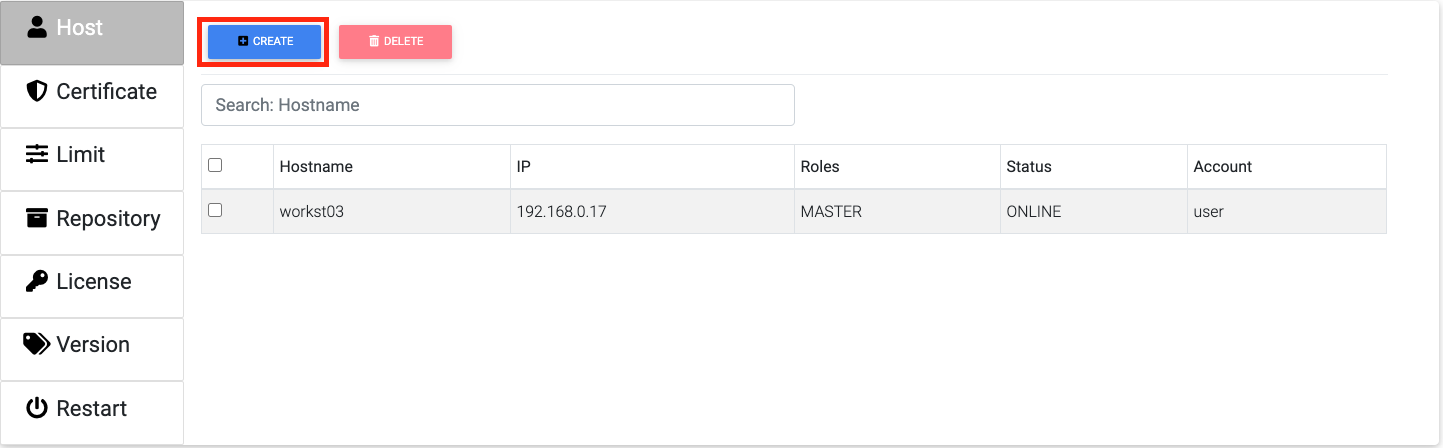 Host
Certificate
Limit
Repository
License
Version
Restart
CREATE DELETE
Search: Hostname
Hostname IP Roles Status Account
workst03 192.168.0.17 MASTER ONLINE user